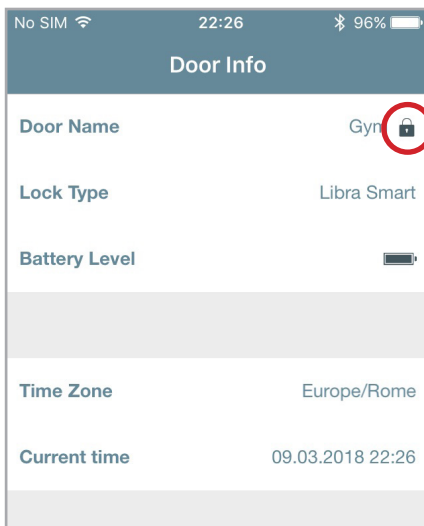 No SIM 22:26 96%
Door Info
Door Name
Lock Type Libra Smart
Battery Level
Time Zone Europe/Rome
Current time 09.03.2018 22:26